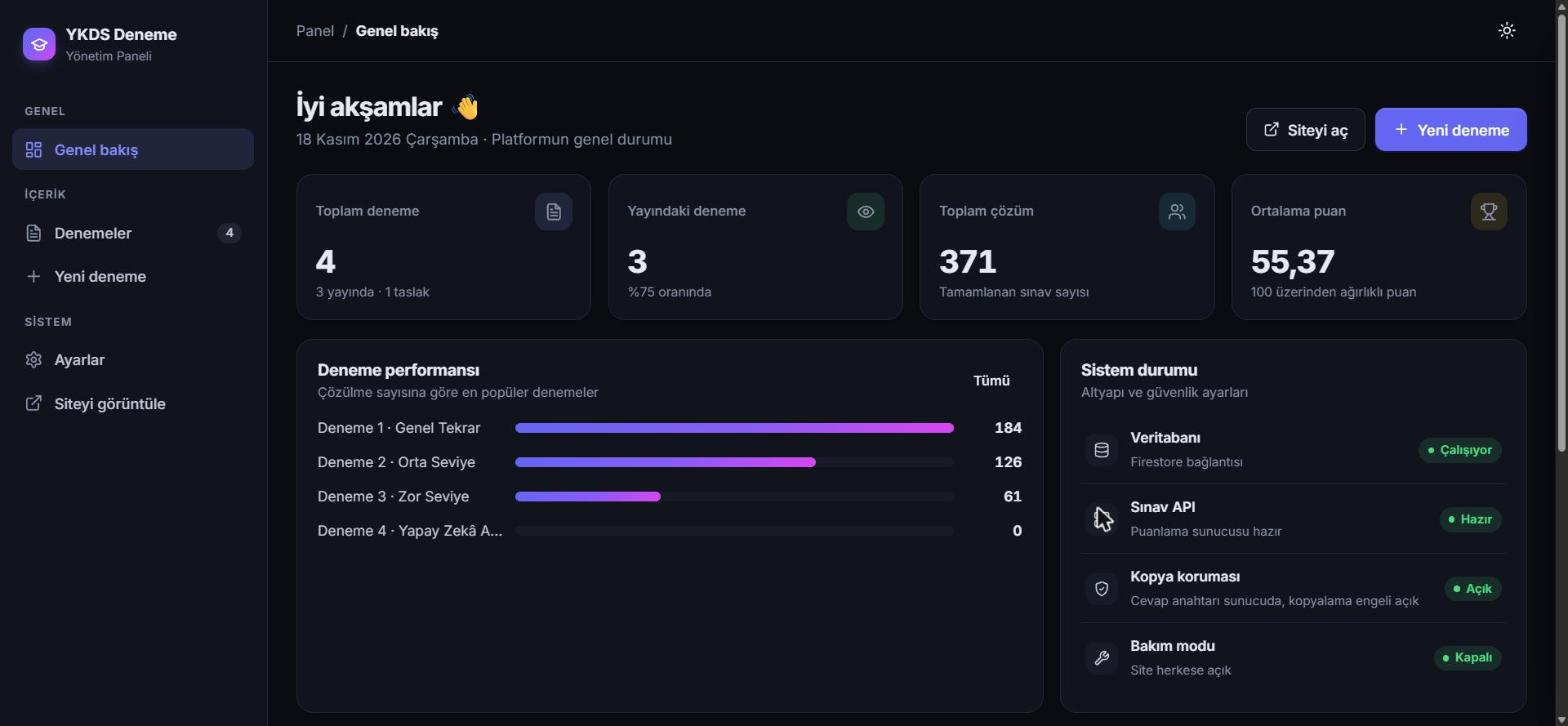 YKDS Deneme
Yönetim Paneli
GENEL
Genel bakış
İÇERİK
Denemeler 4
Yeni deneme
SİSTEM
Ayarlar
Siteyi görüntüle
Panel / Genel bakış
İyi akşamlar 👋
18 Kasım 2026 Çarşamba · Platformun genel durumu
Siteyi aç
Yeni deneme
Toplam deneme
4
3 yayında · 1 taslak
Yayındaki deneme
3
%75 oranında
Toplam çözüm
371
Tamamlanan sınav sayısı
Ortalama puan
55,37
100 üzerinden ağırlıklı puan
Deneme performansı
Çözülme sayısına göre en popüler denemeler
Tümü
Deneme 1 · Genel Tekrar 184
Deneme 2 · Orta Seviye 126
Deneme 3 · Zor Seviye 61
Deneme 4 · Yapay Zekâ A... 0
Sistem durumu
Altyapı ve güvenlik ayarları
Veritabanı
Firestore bağlantısı
Çalışıyor
Sınav API
Puanlama sunucusu hazır
Hazır
Kopya koruması
Cevap anahtarı sunucuda, kopyalama engeli açık
Açık
Bakım modu
Site herkese açık
Kapalı